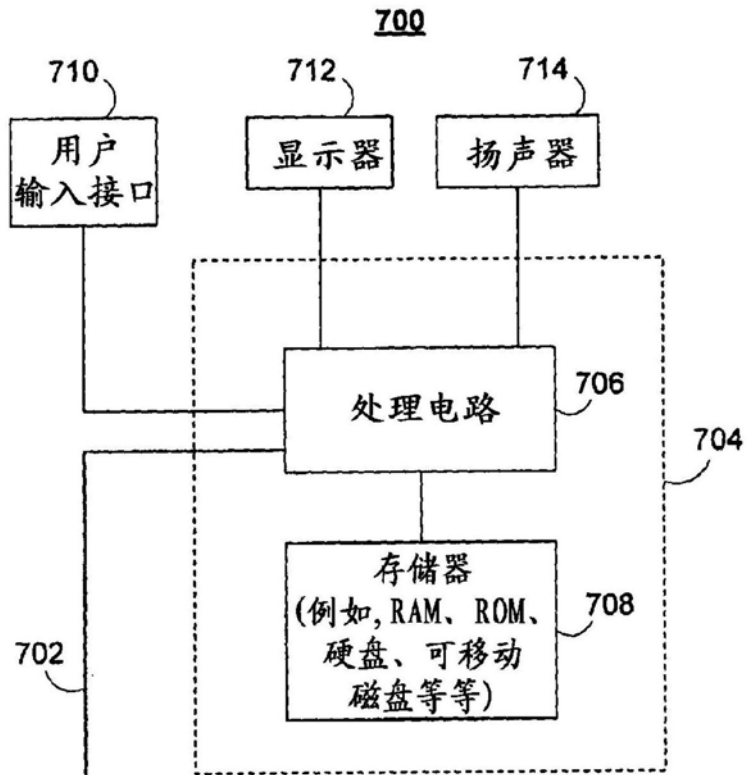 700
710
712
714
用户
输入接口
显示器
扬声器
处理电路
706
704
存储器
(例如,RAM、ROM、
硬盘、可移动
磁盘等等)
708
702